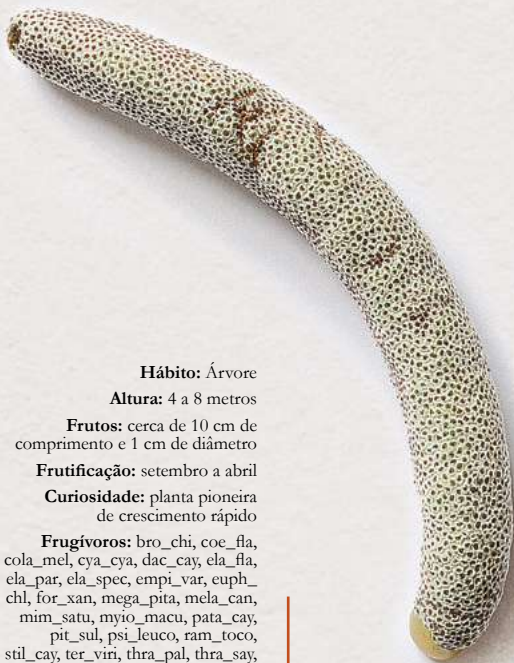 Hábito: Árvore
Altura: 4 a 8 metros
Frutos: cerca de 10 cm de
comprimento e 1 cm de diâmetro
Frutificação: setembro a abril
Curiosidade: planta pioneira
de crescimento rápido
Frugívoros: bro_chi, coe_fla,
cola_mel, cya_cya, dac_cay, ela_fla,
ela_par, ela_spec, empi_var, euph_
chl, for_xan, mega_pita, mela_can,
mim_satu, myio_macu, pata_cay,
pit_sul, psi_leuco, ram_toco,
stil_cay, ter_viri, thra_pal, thra_say,